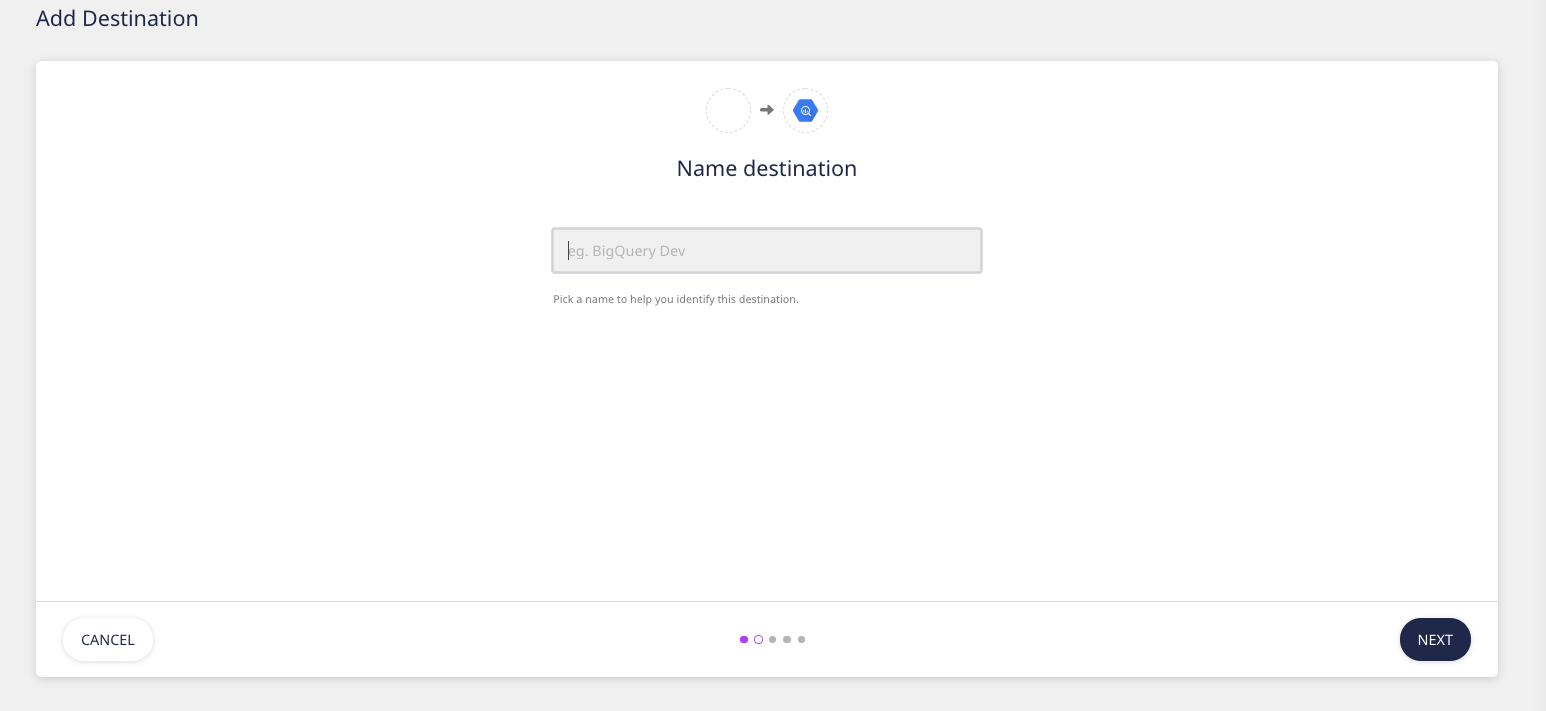 Add Destination
Name destination
eg. BigQuery Dev
Pick a name to help you identify this destination.
CANCEL
NEXT